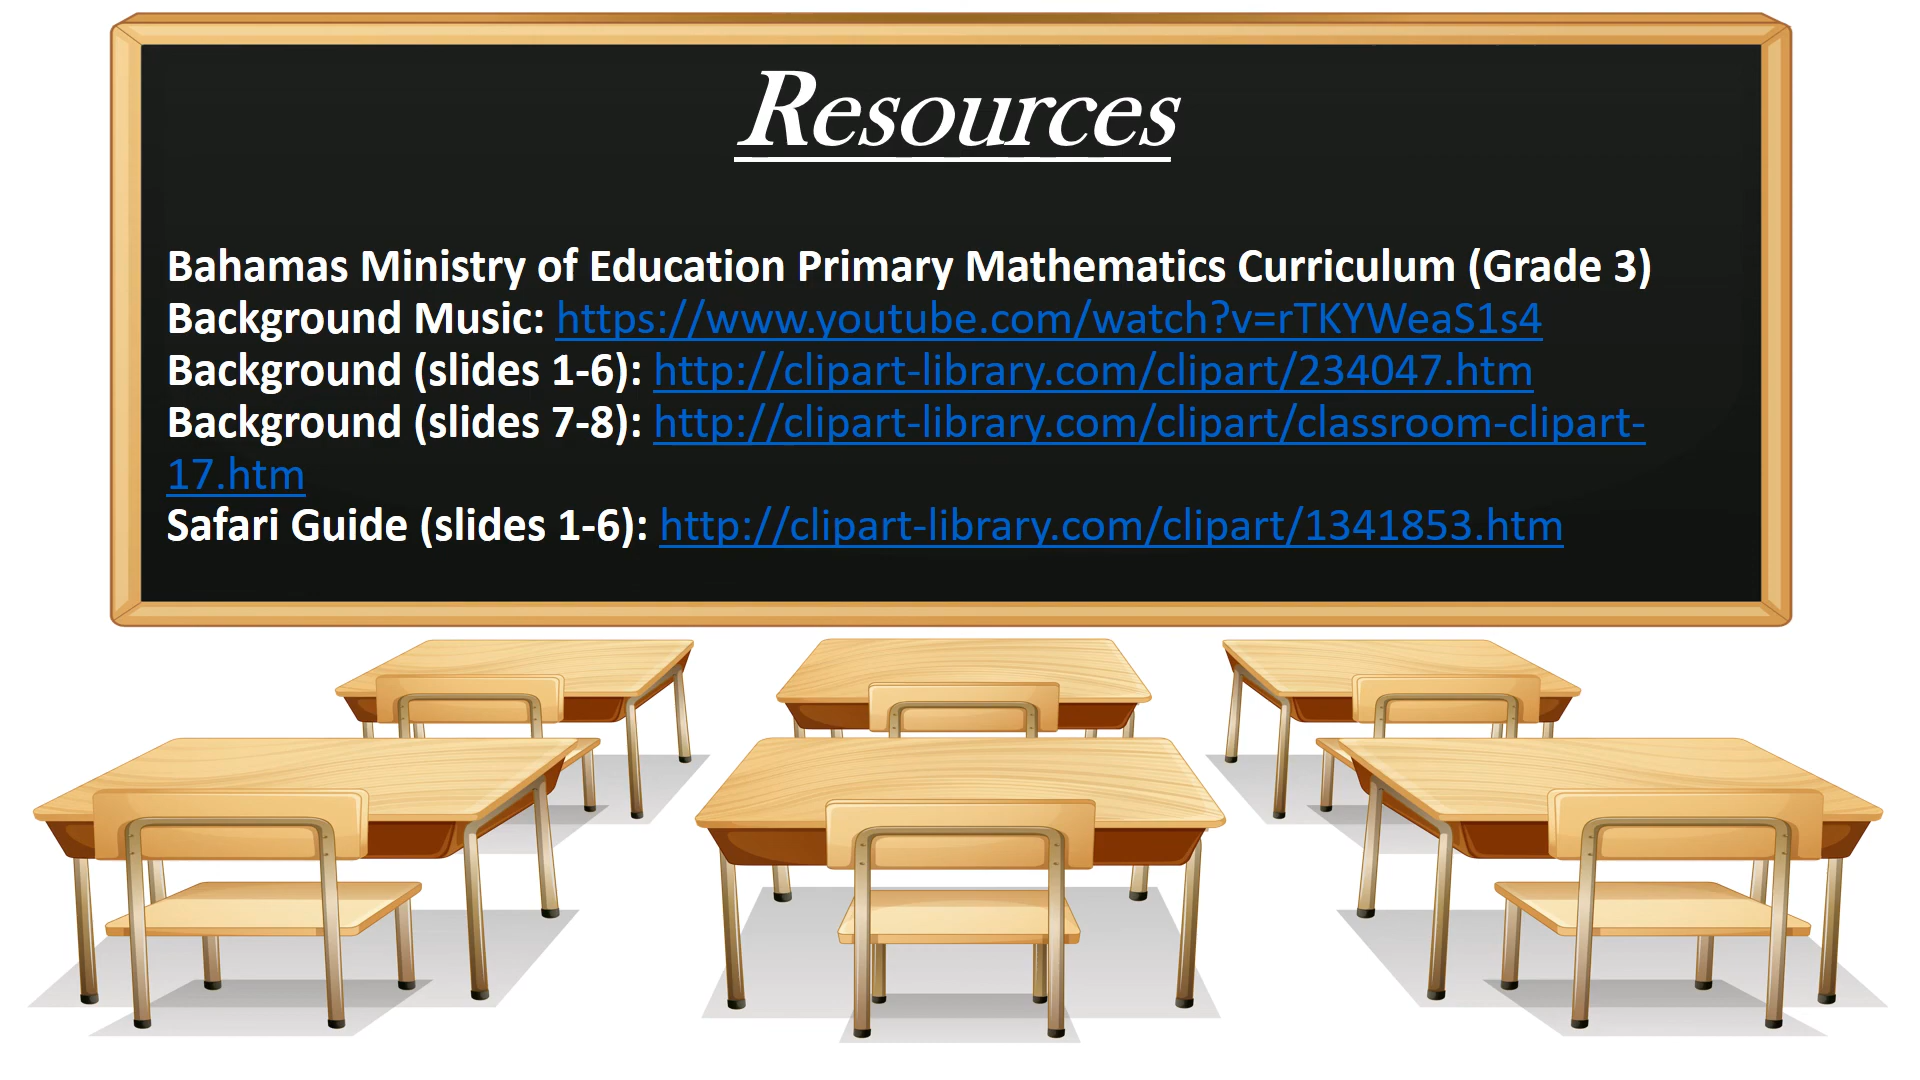 Resources
Bahamas Ministry of Education Primary Mathematics Curriculum (Grade 3)
Background Music: https://www.youtube.com/watch?v=rTKYWeaS1s4
Background (slides 1-6): http://clipart-library.com/clipart/234047.htm
Background (slides 7-8): http://clipart-library.com/clipart/classroom-clipart-
17.htm
Safari Guide (slides 1-6): http://clipart-library.com/clipart/1341853.htm